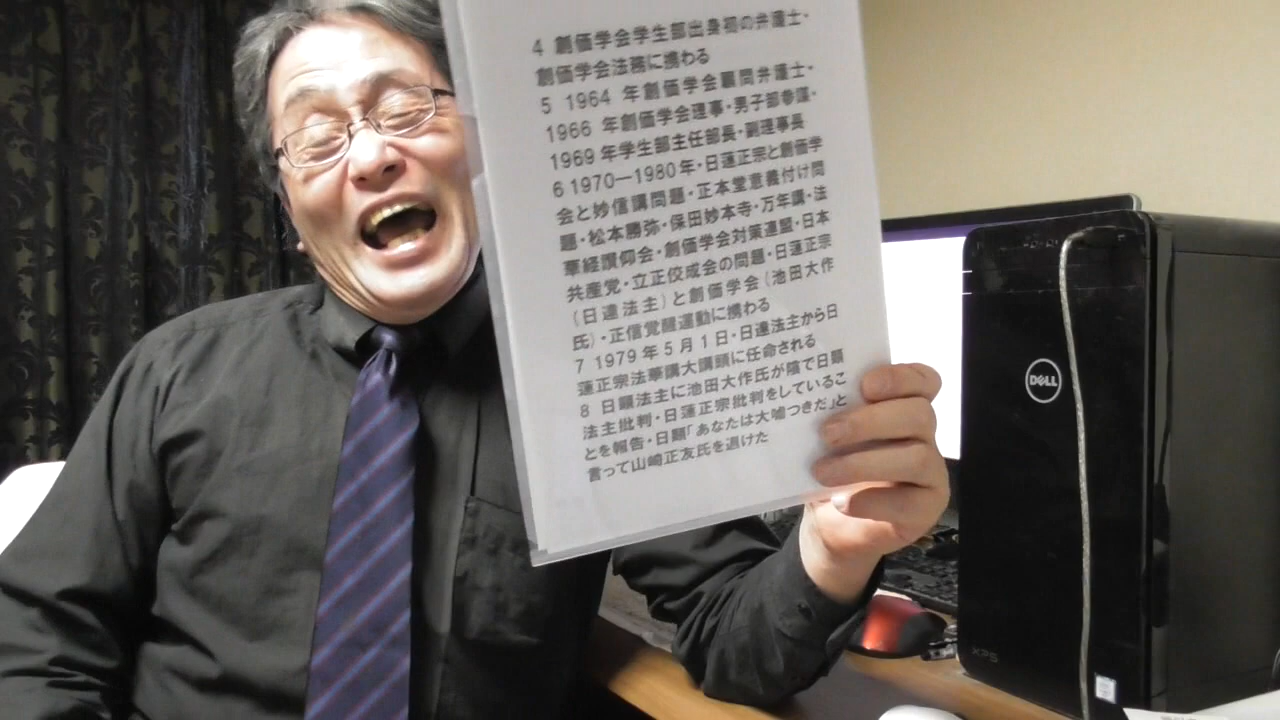 4 創価学会学生部出身初の弁護士・
創価学会法務に携わる
5 1964 年創価学会顧問弁護士・
1966 年創価学会理事・男子部参謀・
1969年学生部主任部長・副理事長
6 1970—1980年・日蓮正宗と創価学
会と妙信講問題・正本堂意義付け問
題・松本勝弥・保田妙本寺・万年講・法
華経讃仰会・創価学会対策連盟・日本
共産党・立正佼成会の問題・日蓮正宗
(日達法主)と創価学会(池田大作
氏)・正信覚醒運動に携わる
7 1979年5月1日・日達法主から日
蓮正宗法華講大講頭に任命される
8 日顕法主に池田大作氏が陰で日顕
法主批判・日蓮正宗批判をしているこ
とを報告・日顕「あなたは大嘘つきだ」と
言って山崎正友氏を退けた
DELL
XPS